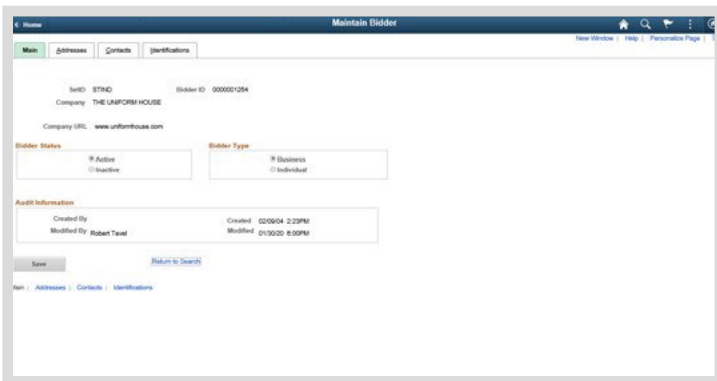 Home Maintain Bidder
New Window | Help | Personalize Page |
Main Addresses Contacts Identifications
SetID STIND Bidder ID 0000001254
Company THE UNIFORM HOUSE
Company URL www.uniformhouse.com
Bidder Status Bidder Type
Active Business
Inactive Individual
Audit Information
Created By Created 02/09/04 2:23PM
Modified By Robert Tavel Modified 01/30/20 6:00PM
Save Return to Search
Main | Addresses | Contacts | Identifications